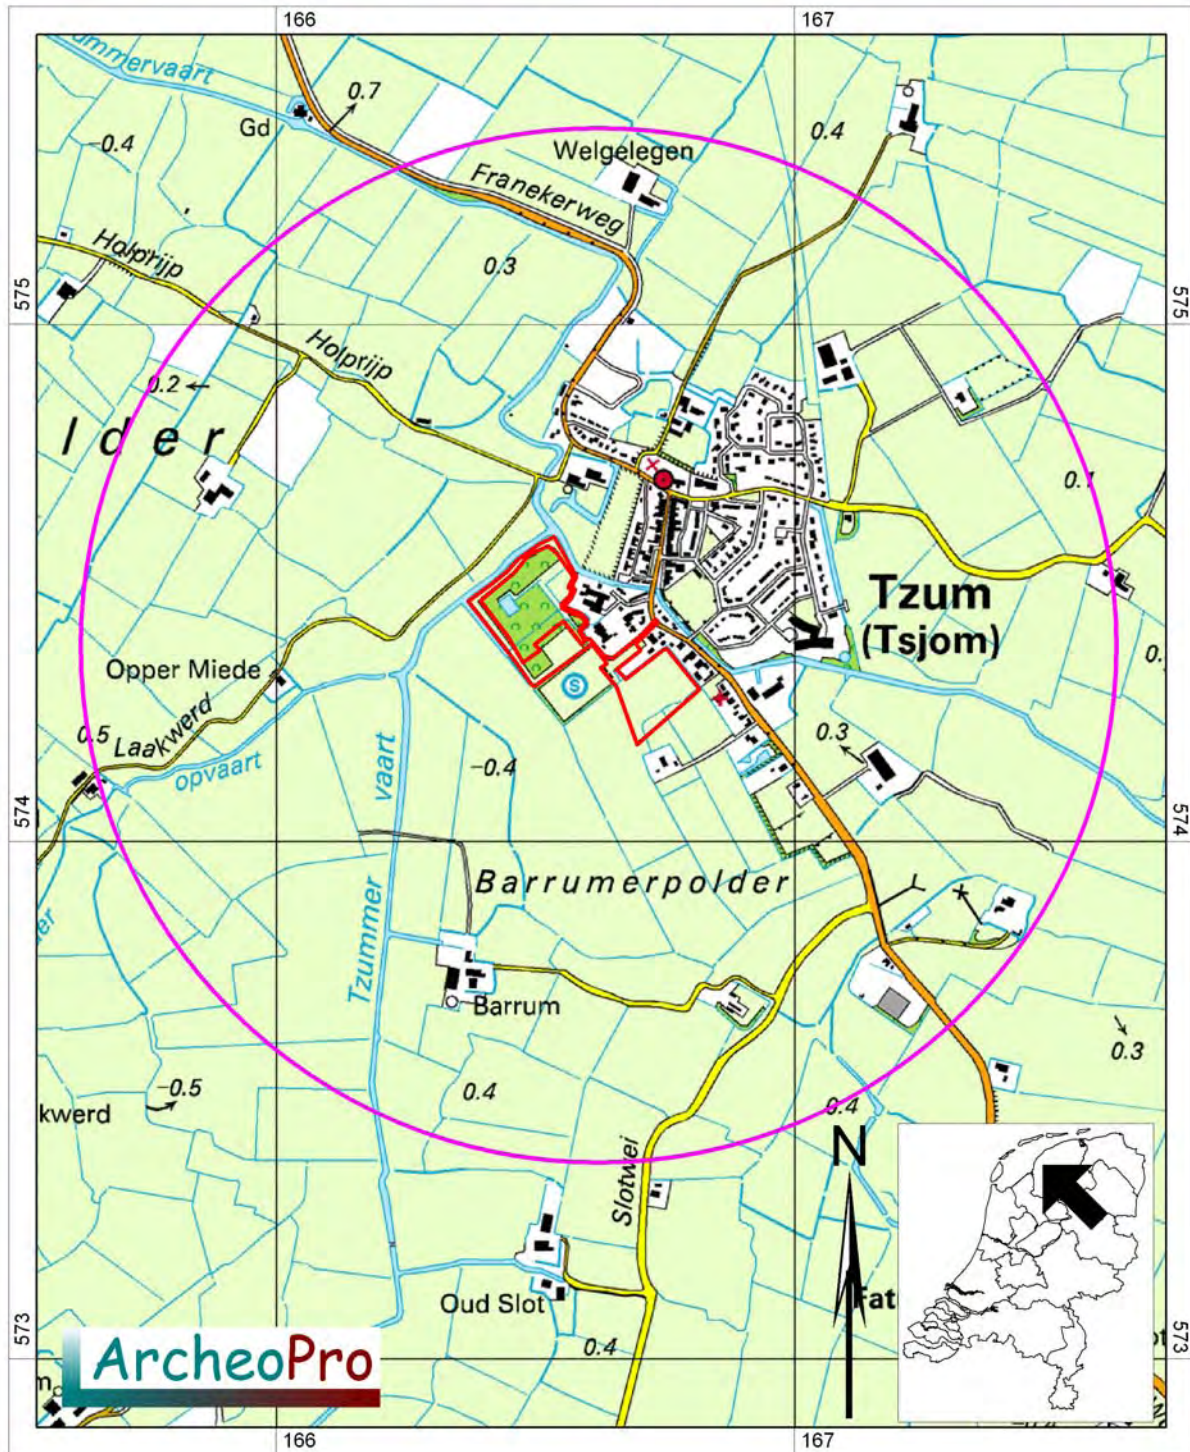 166
167
Tzummervaart
0.7
Gd
-0.4
0.4
Welgelegen
Franekerweg
Holprijp
0.3
575
575
Holprijp
0.2
lder
0.1
Tzum
(Tsjom)
S
Opper Miede
0.
0.5
Laakwerd
opvaart
vaart
-0.4
0.3
574
574
Barrumerpolder
Tzummer
Barrum
0.3
-0.5
0.4
0.4
kwerd
N
Slotwei
Oud Slot
0.4
573
573
ArcheoPro
166
167